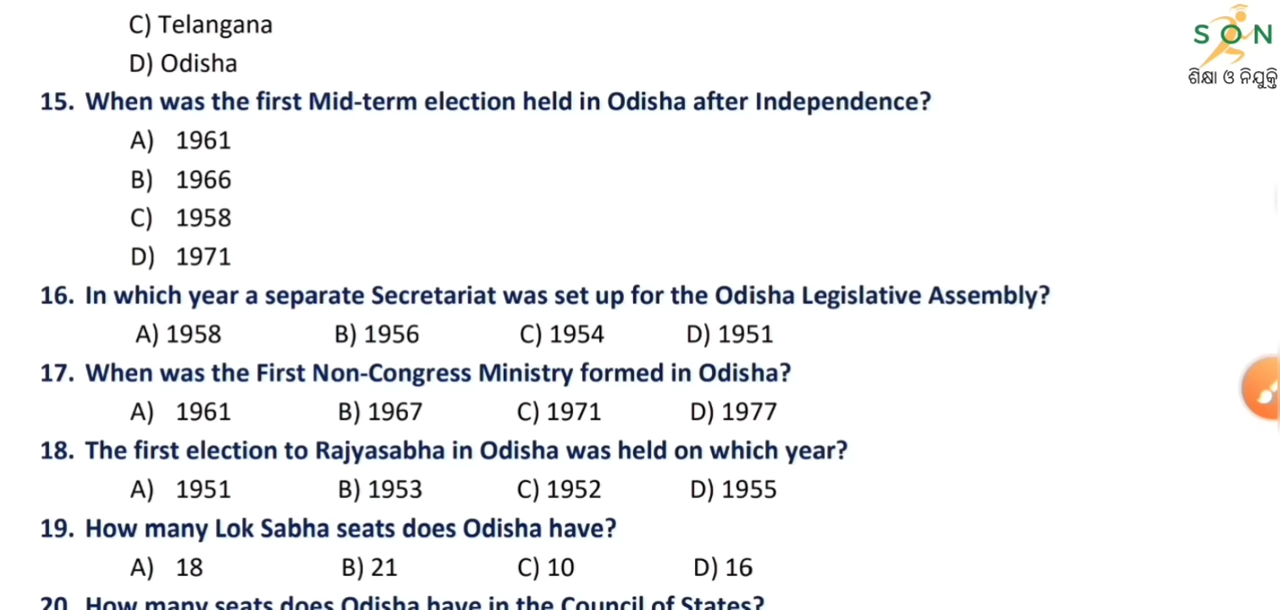 C) Telangana
D) Odisha
S O N
ଶିକ୍ଷା ଓ ନିଯୁକ୍ତି
15. When was the first Mid-term election held in Odisha after Independence?
A) 1961
B) 1966
C) 1958
D) 1971
16. In which year a separate Secretariat was set up for the Odisha Legislative Assembly?
A) 1958 B) 1956 C) 1954 D) 1951
17. When was the First Non-Congress Ministry formed in Odisha?
A) 1961 B) 1967 C) 1971 D) 1977
18. The first election to Rajyasabha in Odisha was held on which year?
A) 1951 B) 1953 C) 1952 D) 1955
19. How many Lok Sabha seats does Odisha have?
A) 18 B) 21 C) 10 D) 16
20. How many seats does Odisha have in the Council of States?